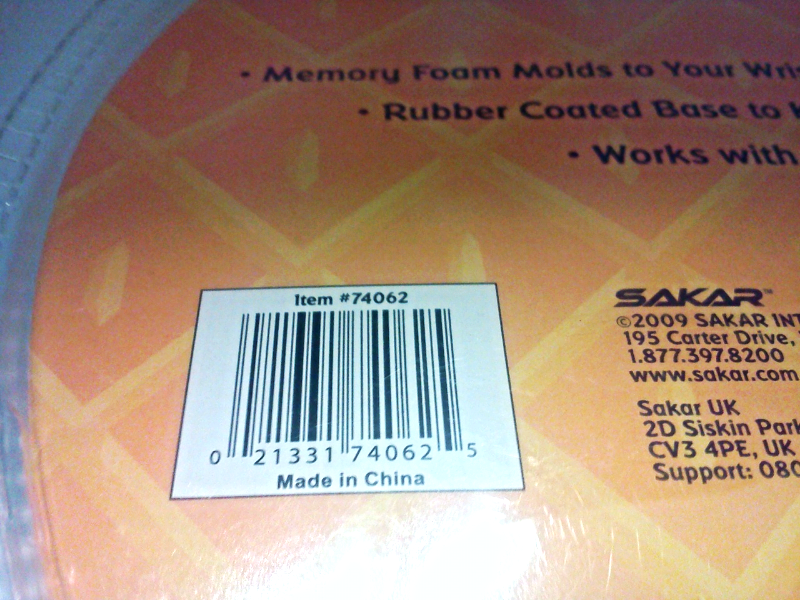 • Memory Foam Molds to Your
• Rubber Coated Base to
• Works with
Item #74062
0 21331 74062 5
Made in China
SAKAR™
©2009 SAKAR INT
195 Carter Drive,
1.877.397.8200
www.sakar.com
Sakar UK
2D Siskin Park
CV3 4PE, UK
Support: 080